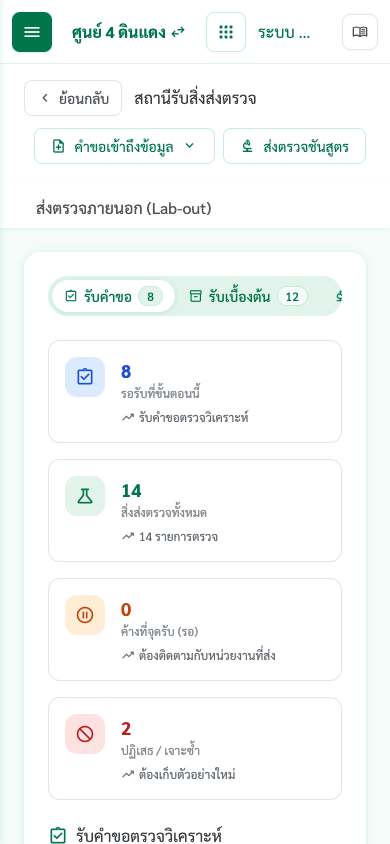 ศูนย์ 4 ดินแดง
ระบบ ...
ย้อนกลับ
สถานีรับสิ่งส่งตรวจ
คำขอเข้าถึงข้อมูล
ส่งตรวจชันสูตร
ส่งตรวจภายนอก (Lab-out)
รับคำขอ 8
รับเบื้องต้น 12
8
รอรับที่ขั้นตอนนี้
รับคำขอตรวจวิเคราะห์
14
สิ่งส่งตรวจทั้งหมด
14 รายการตรวจ
0
ค้างที่จุดรับ (รอ)
ต้องติดตามกับหน่วยงานที่ส่ง
2
ปฏิเสธ / เจาะซ้ำ
ต้องเก็บตัวอย่างใหม่
รับคำขอตรวจวิเคราะห์